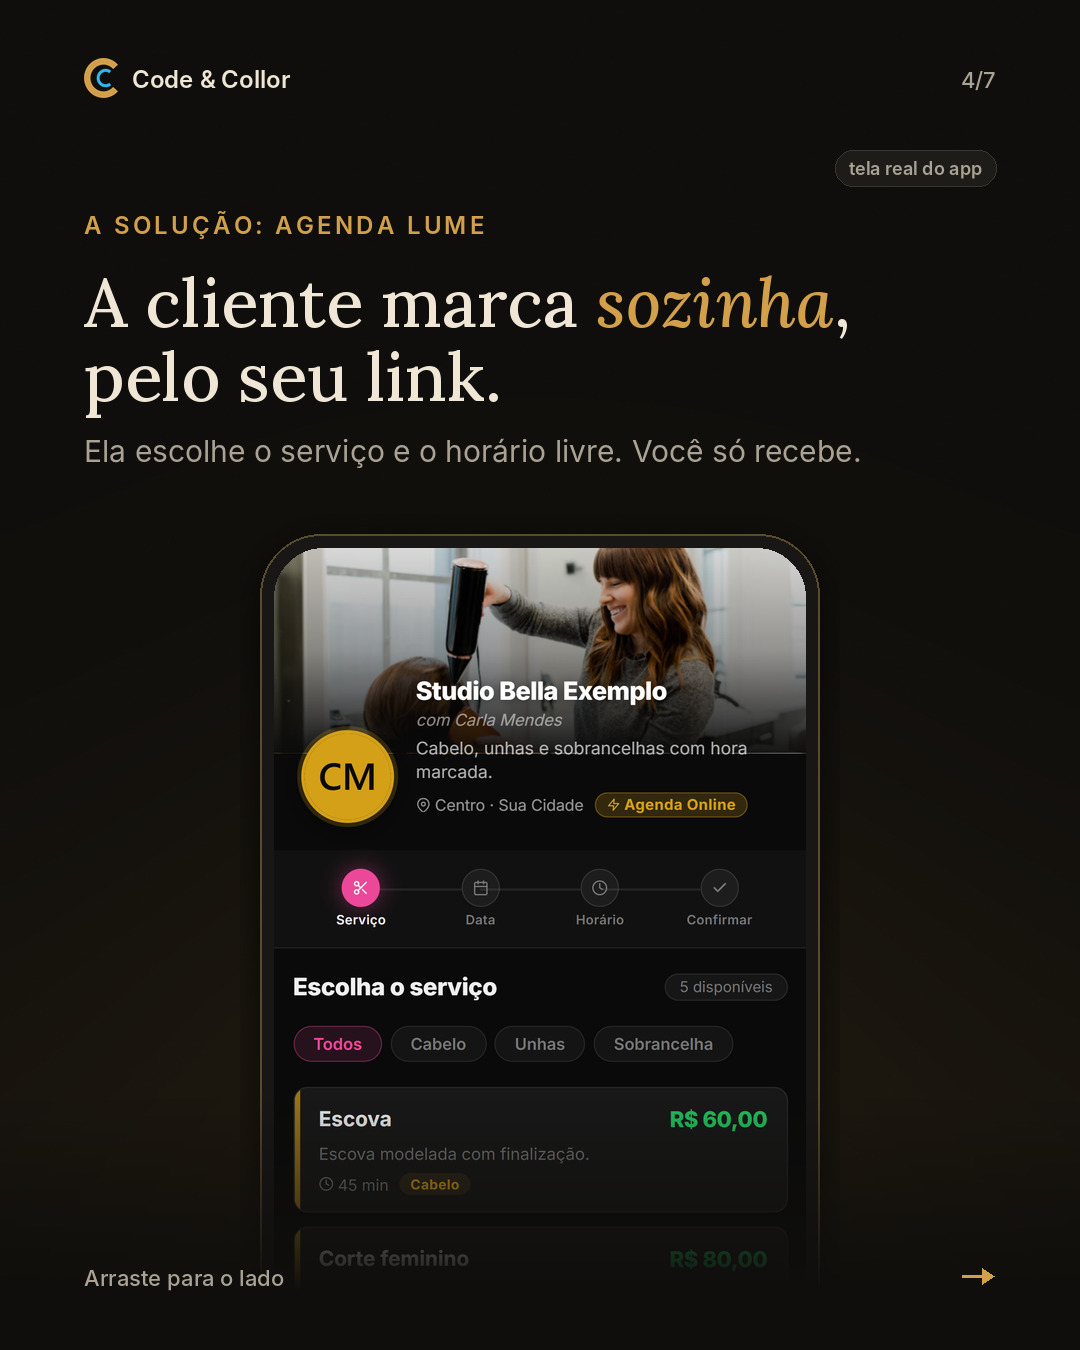 Code & Collor
4/7
tela real do app
A SOLUÇÃO: AGENDA LUME
A cliente marca sozinha,
pelo seu link.
Ela escolhe o serviço e o horário livre. Você só recebe.
Studio Bella Exemplo
com Carla Mendes
Cabelo, unhas e sobrancelhas com hora
marcada.
CM
Centro · Sua Cidade
Agenda Online
Serviço
Data
Horário
Confirmar
Escolha o serviço
5 disponíveis
Todos
Cabelo
Unhas
Sobrancelha
Escova
R$ 60,00
Escova modelada com finalização.
45 min
Cabelo
Corte feminino
R$ 80,00
Arraste para o lado